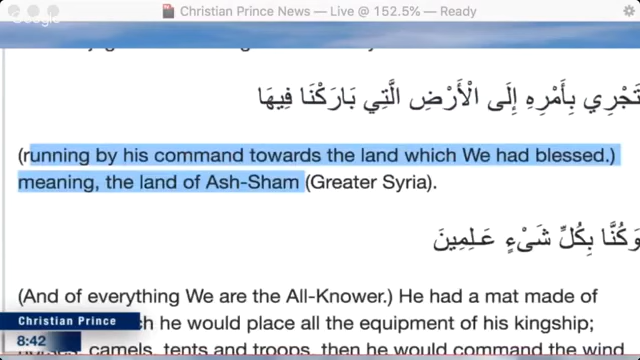 Christian Prince News — Live @ 152.5% — Ready
Google
تَجْرِي بِأَمْرِهِ إِلَى الْأَرْضِ الَّتِي بَارَكْنَا فِيهَا
(running by his command towards the land which We had blessed.)
meaning, the land of Ash-Sham (Greater Syria).
وَكُنَّا بِكُلِّ شَىْءٍ عَـلِمِينَ
(And of everything We are the All-Knower.) He had a mat made of
Christian Prince
he would place all the equipment of his kingship;
8:42
camels, tents and troops, then he would command the wind